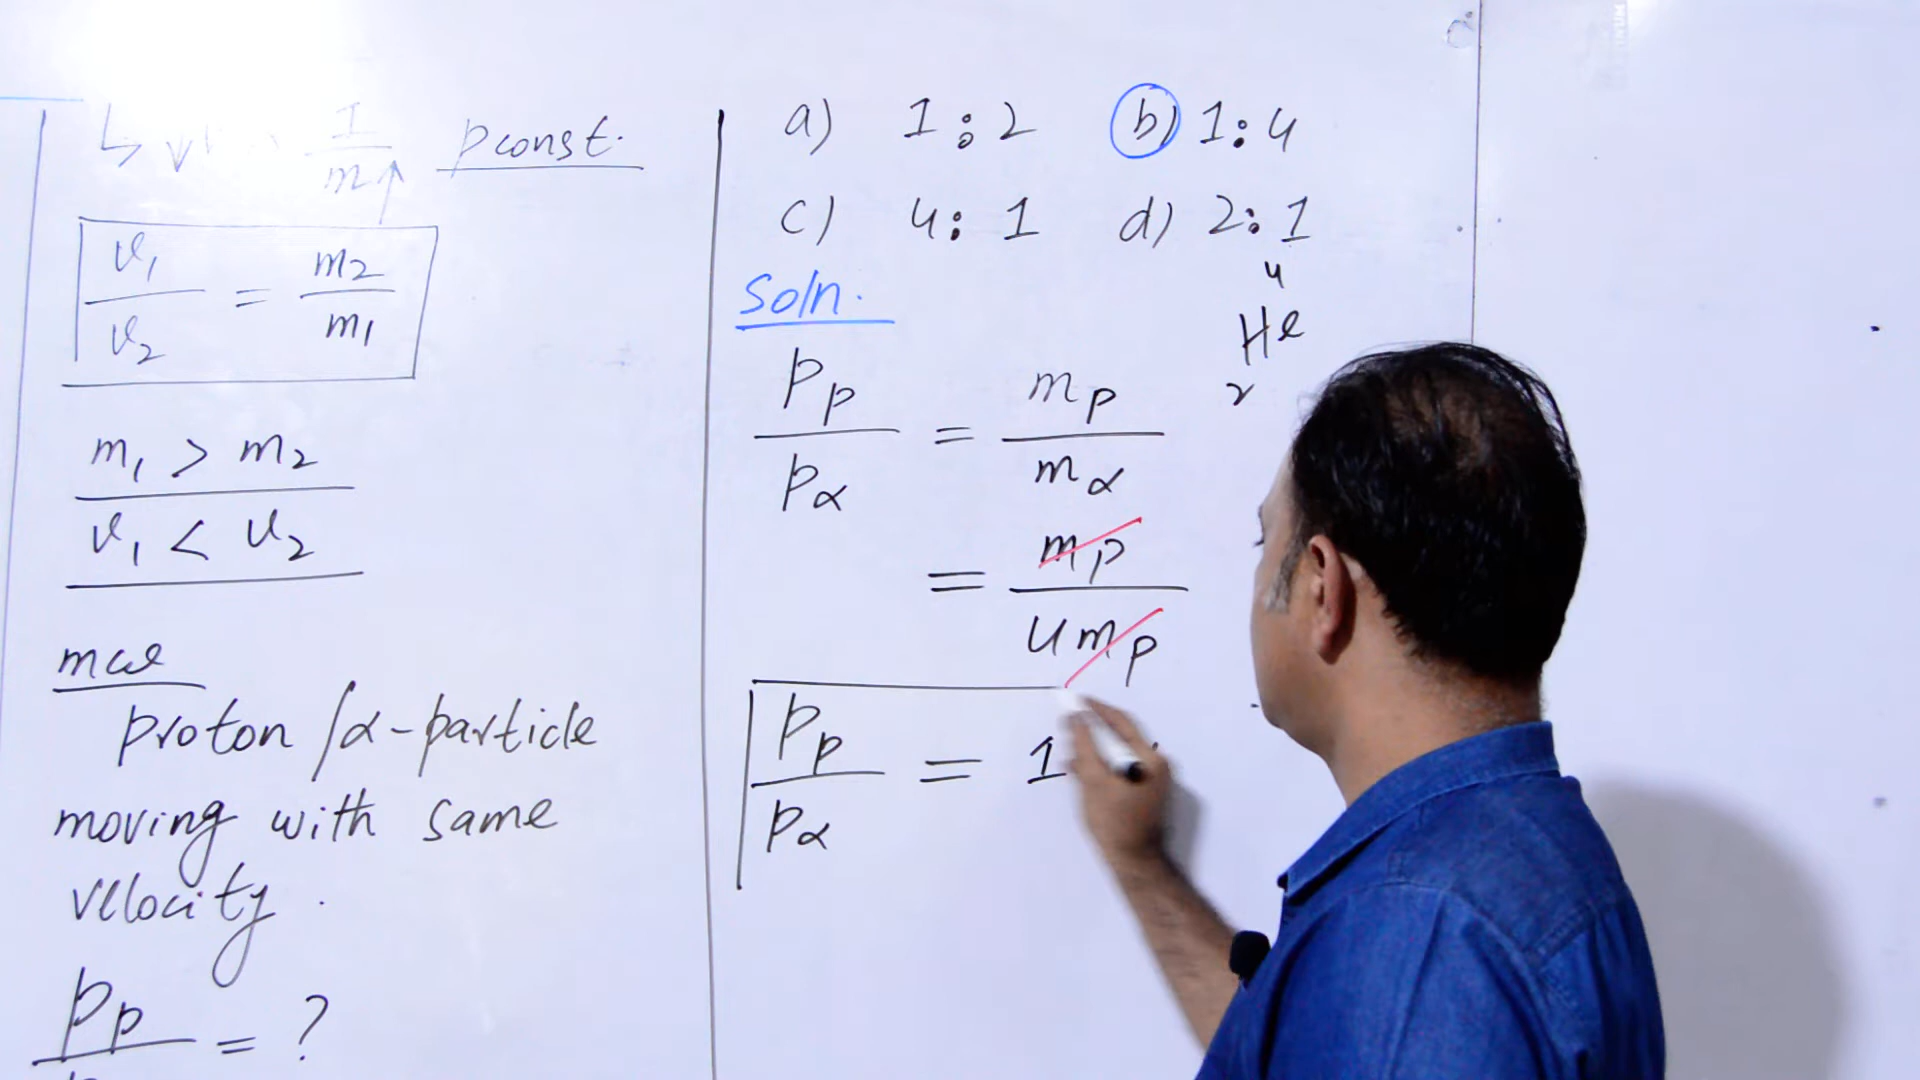 ↳ ↓ 1/m ↑ p const.
v₁/v₂ = m₂/m₁
m₁ > m₂
v₁ < v₂
mcq
proton / α-particle
moving with same
velocity.
Pp
= ?
a) 1:2 b) 1:4
c) 4:1 d) 2:1
Soln.
4
He
2
Pp/Pα = mp/mα
= mp/4mp
Pp/Pα = 1